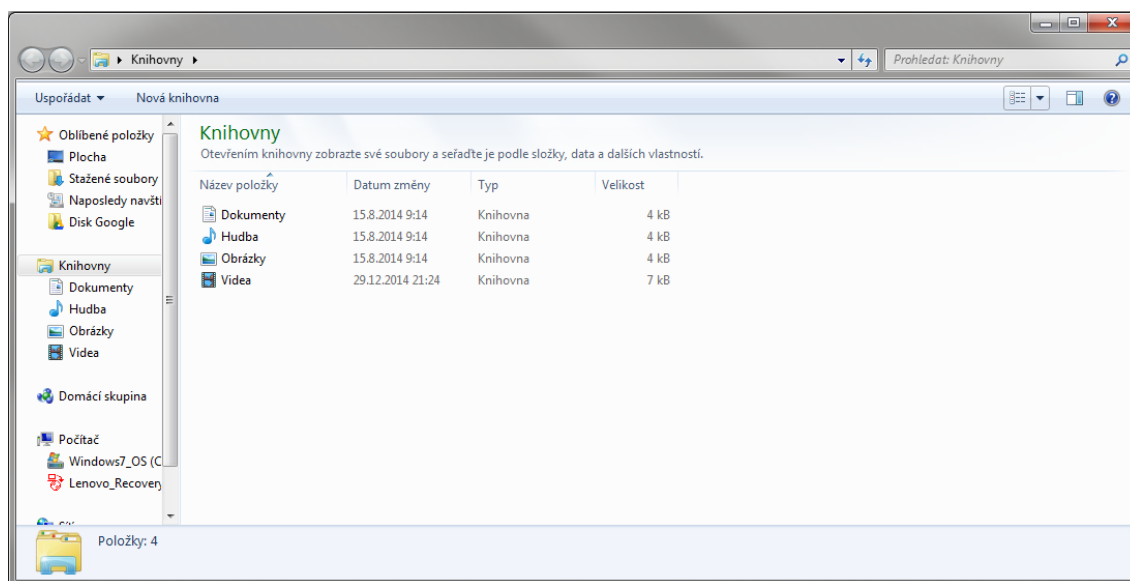 Knihovny
Prohledat: Knihovny
Uspořádat Nová knihovna
Oblíbené položky
Plocha
Stažené soubory
Naposledy navšti
Disk Google
Knihovny
Dokumenty
Hudba
Obrázky
Videa
Domácí skupina
Počítač
Windows7_OS (C
Lenovo_Recovery
Knihovny
Otevřením knihovny zobrazte své soubory a seřaďte je podle složky, data a dalších vlastností.
Název položky Datum změny Typ Velikost
Dokumenty 15.8.2014 9:14 Knihovna 4 kB
Hudba 15.8.2014 9:14 Knihovna 4 kB
Obrázky 15.8.2014 9:14 Knihovna 4 kB
Videa 29.12.2014 21:24 Knihovna 7 kB
Položky: 4